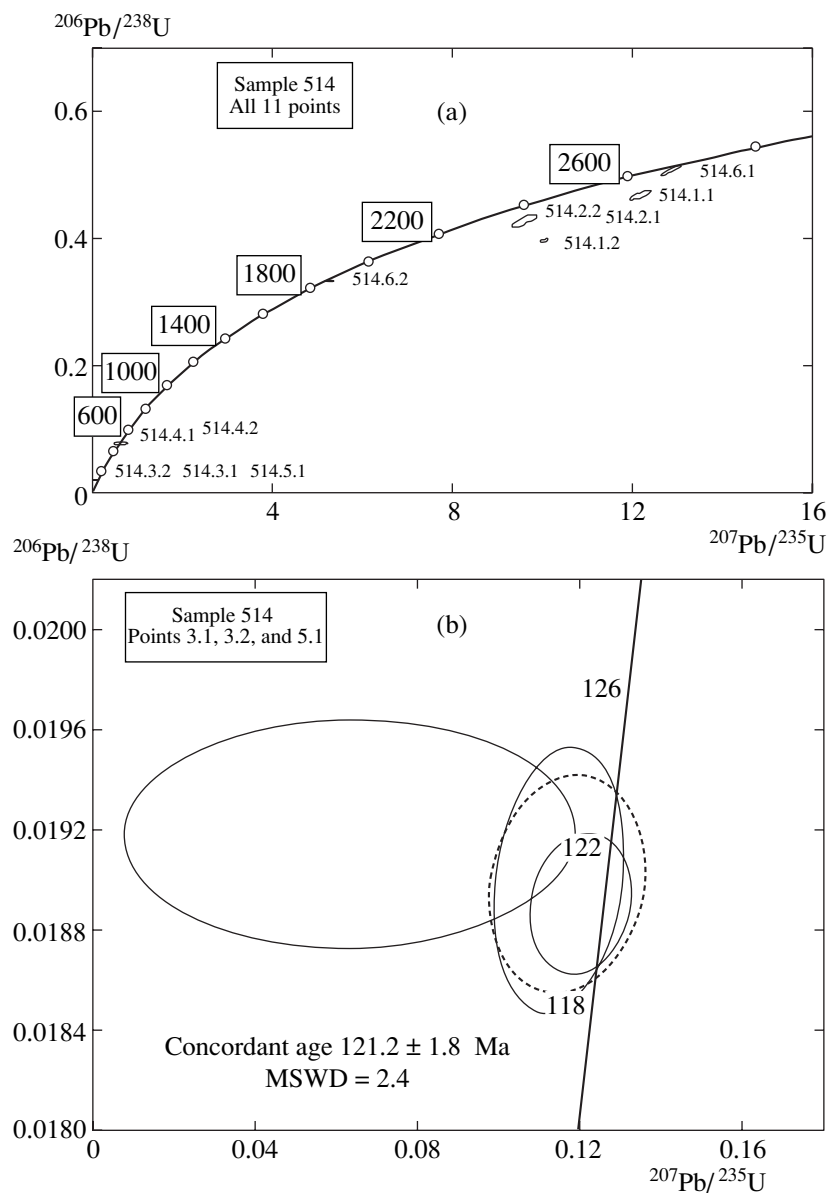 206Pb/238U
Sample 514
All 11 points
(a)
0.6
0.4
0.2
0
2600
2200
1800
1400
1000
600
514.6.1
514.1.1
514.2.2 514.2.1
514.1.2
514.6.2
514.4.1 514.4.2
514.3.2 514.3.1 514.5.1
4 8 12 16
207Pb/235U
206Pb/238U
Sample 514
Points 3.1, 3.2, and 5.1
(b)
0.0200
0.0196
0.0192
0.0188
0.0184
0.0180
126
122
118
Concordant age 121.2 ± 1.8 Ma
MSWD = 2.4
0 0.04 0.08 0.12 0.16
207Pb/235U